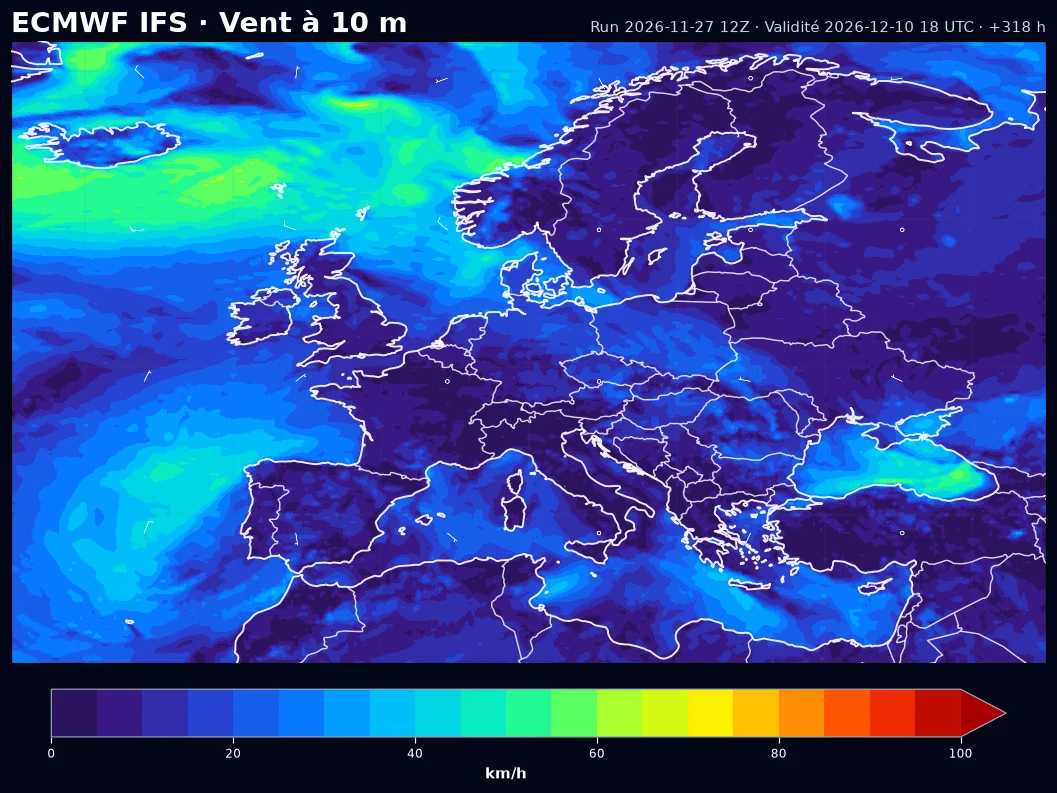 ECMWF IFS · Vent à 10 m
Run 2026-11-27 12Z · Validité 2026-12-10 18 UTC · +318 h
0 20 40 60 80 100
km/h